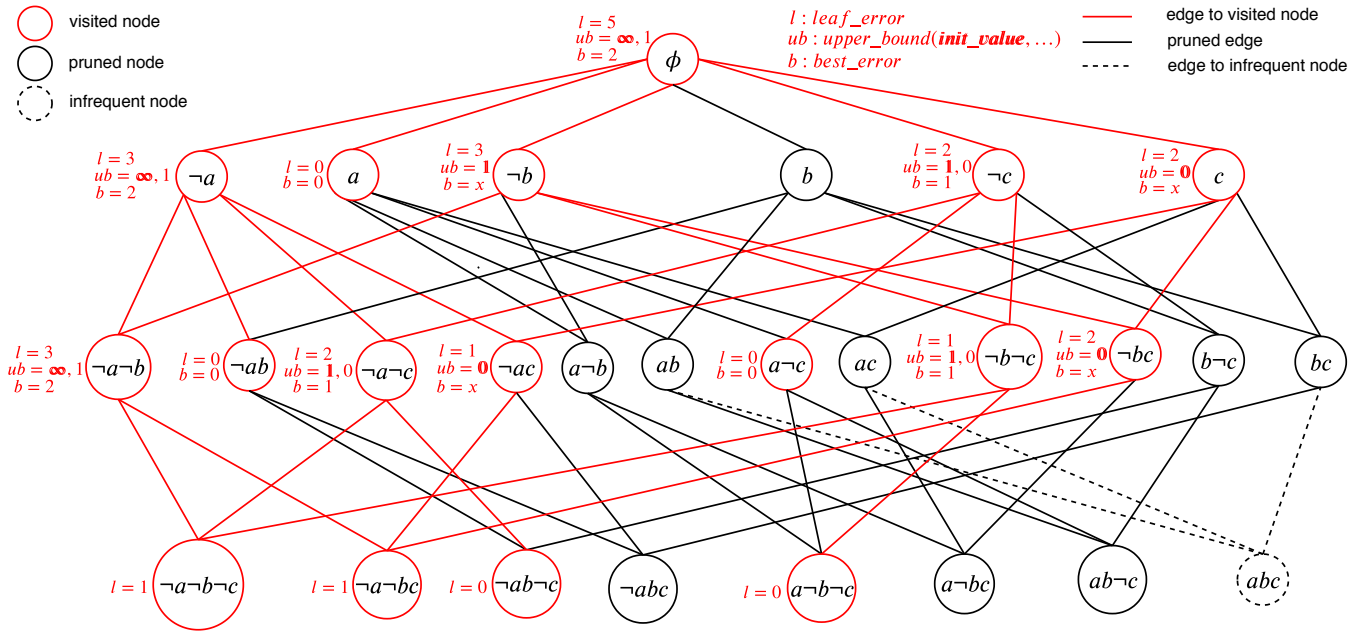 visited node
pruned node
infrequent node
l = 5
ub = ∞, 1
b = 2
ϕ
l : leaf_error
ub : upper_bound(init_value, …)
b : best_error
edge to visited node
pruned edge
edge to infrequent node
l = 3
ub = ∞, 1
b = 2
¬a
l = 0
b = 0
a
l = 3
ub = 1
b = x
¬b
b
l = 2
ub = 1, 0
b = 1
¬c
l = 2
ub = 0
b = x
c
l = 3
ub = ∞, 1
b = 2
¬a¬b
l = 0
b = 0
¬ab
l = 2
ub = 1, 0
b = 1
¬a¬c
l = 1
ub = 0
b = x
¬ac
a¬b
ab
l = 0
b = 0
a¬c
ac
l = 1
ub = 1, 0
b = 1
¬b¬c
l = 2
ub = 0
b = x
¬bc
b¬c
bc
l = 1
¬a¬b¬c
l = 1
¬a¬bc
l = 0
¬ab¬c
¬abc
l = 0
a¬b¬c
a¬bc
ab¬c
abc